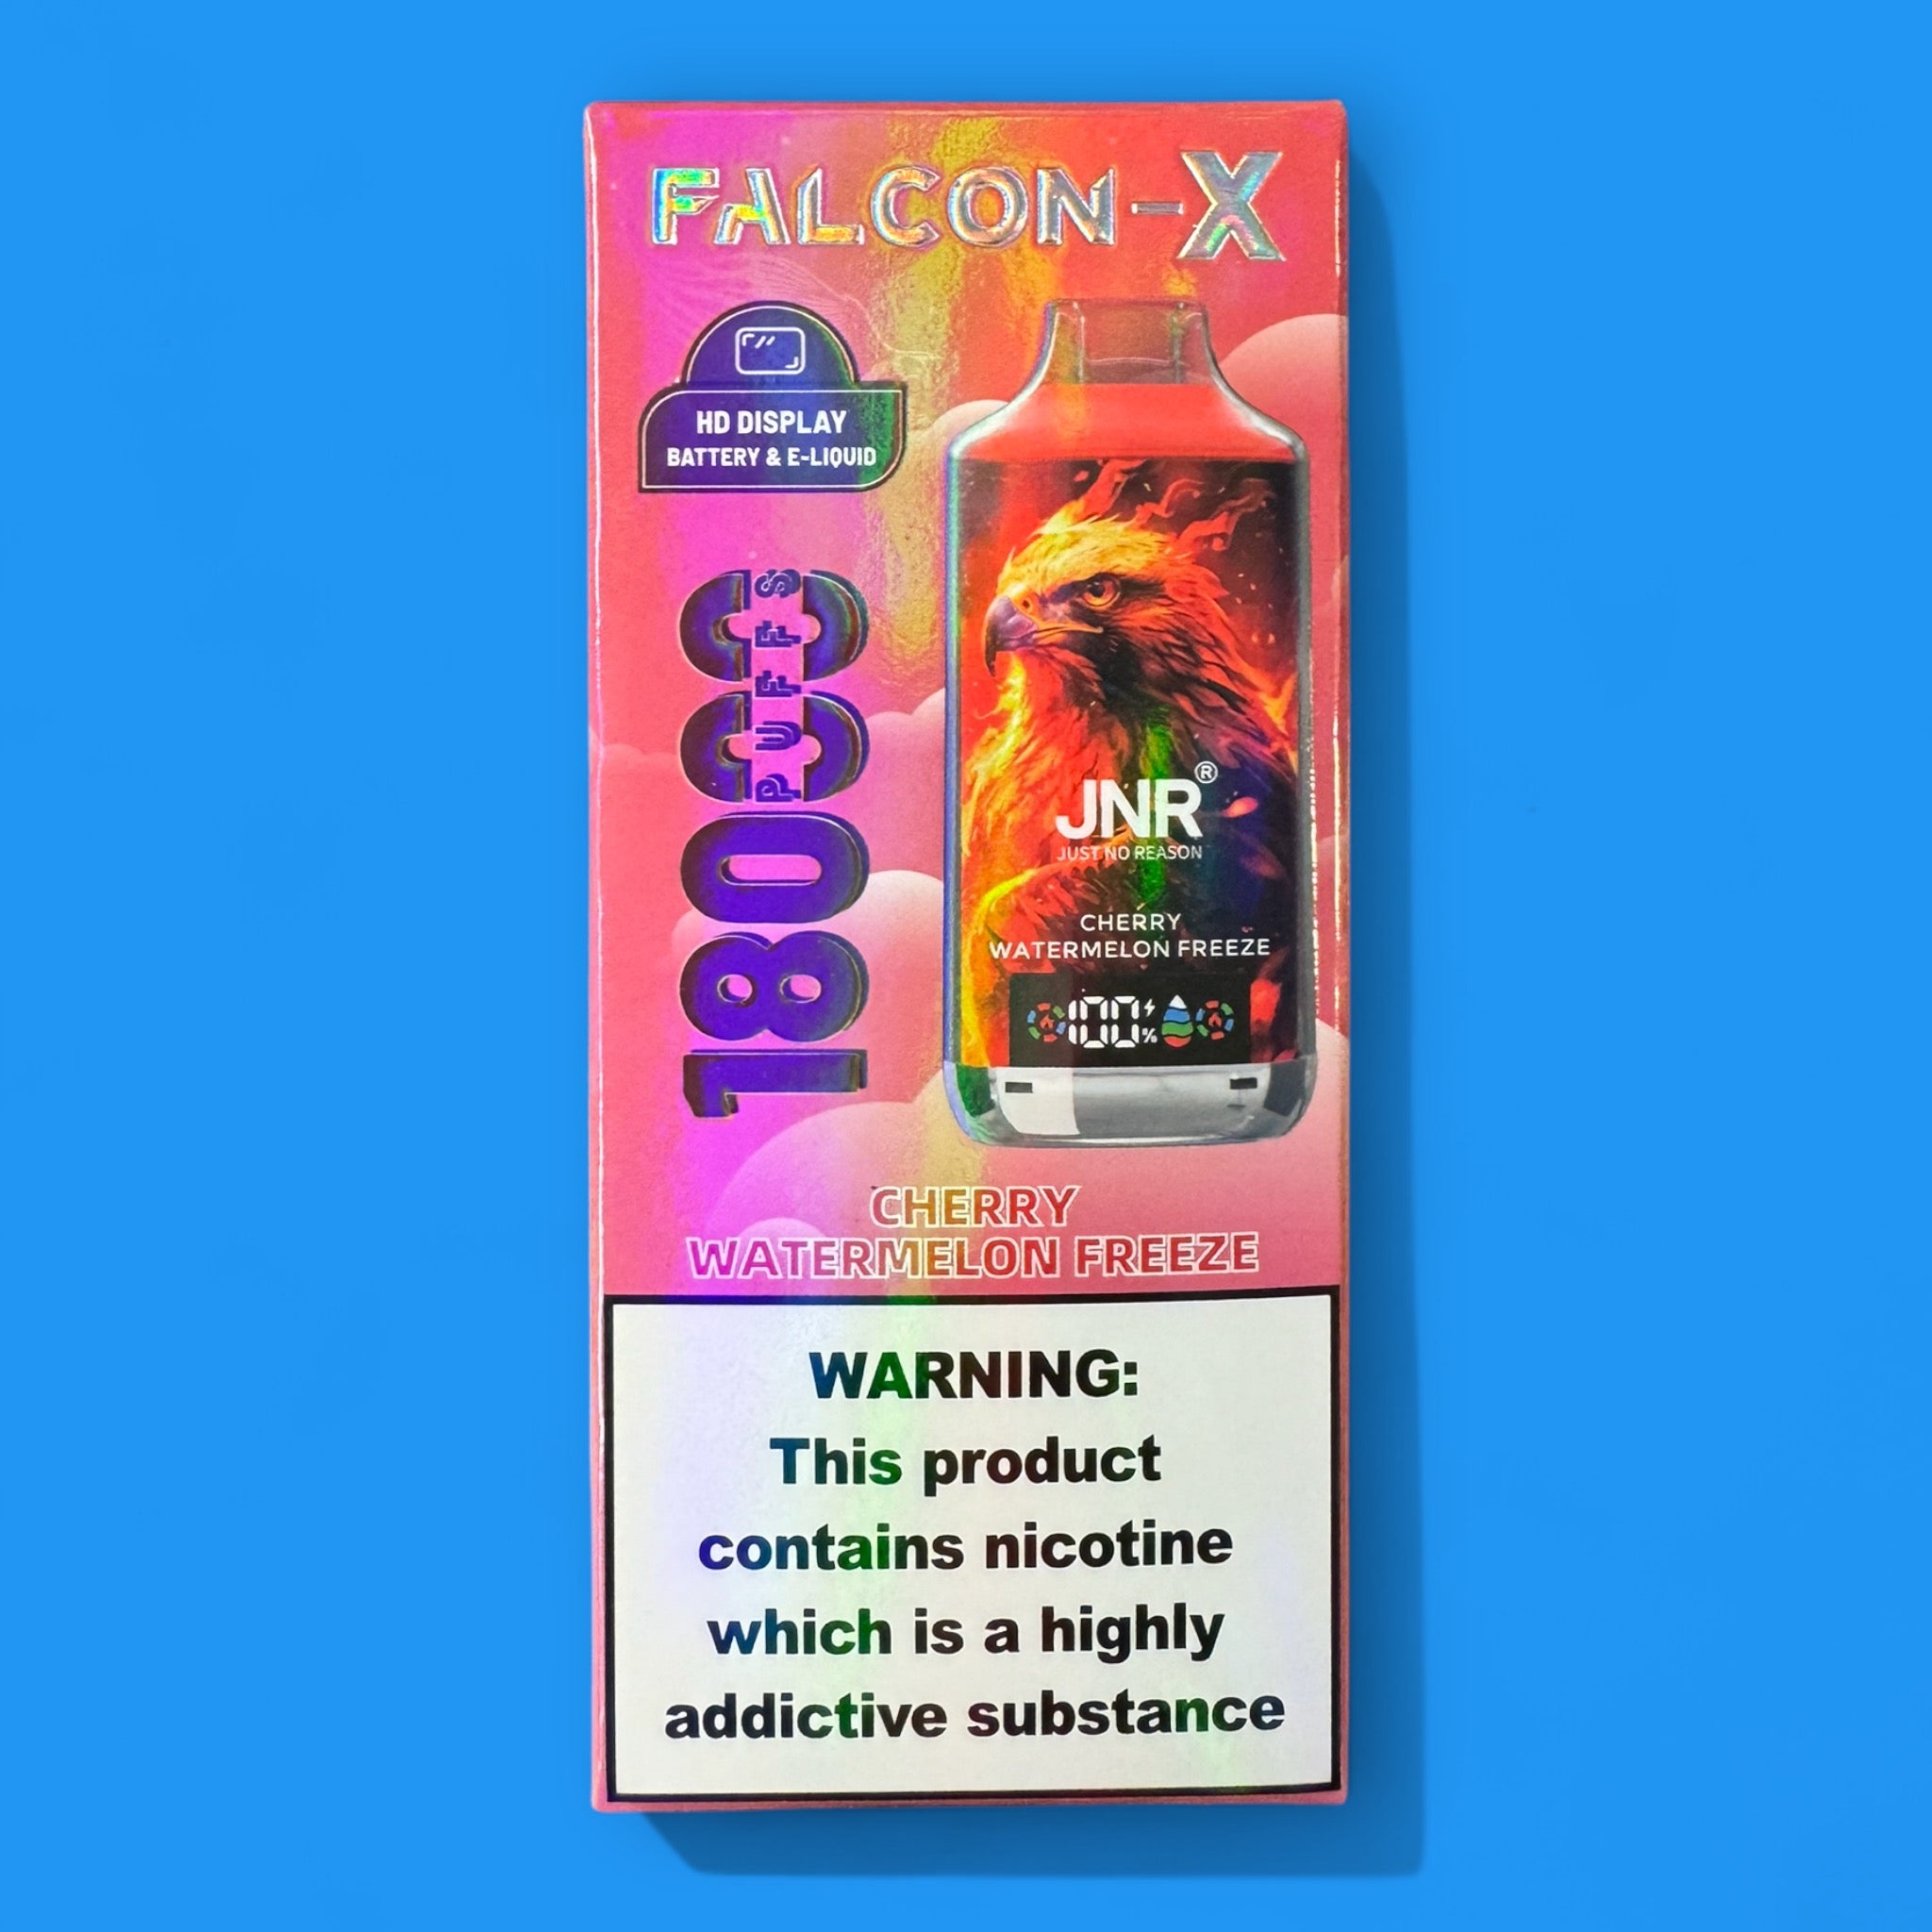 FALCON-X
HD DISPLAY
BATTERY & E-LIQUID
18000
PUFFS
JNR®
JUST NO REASON
CHERRY
WATERMELON FREEZE
100%
CHERRY
WATERMELON FREEZE
WARNING:
This product
contains nicotine
which is a highly
addictive substance